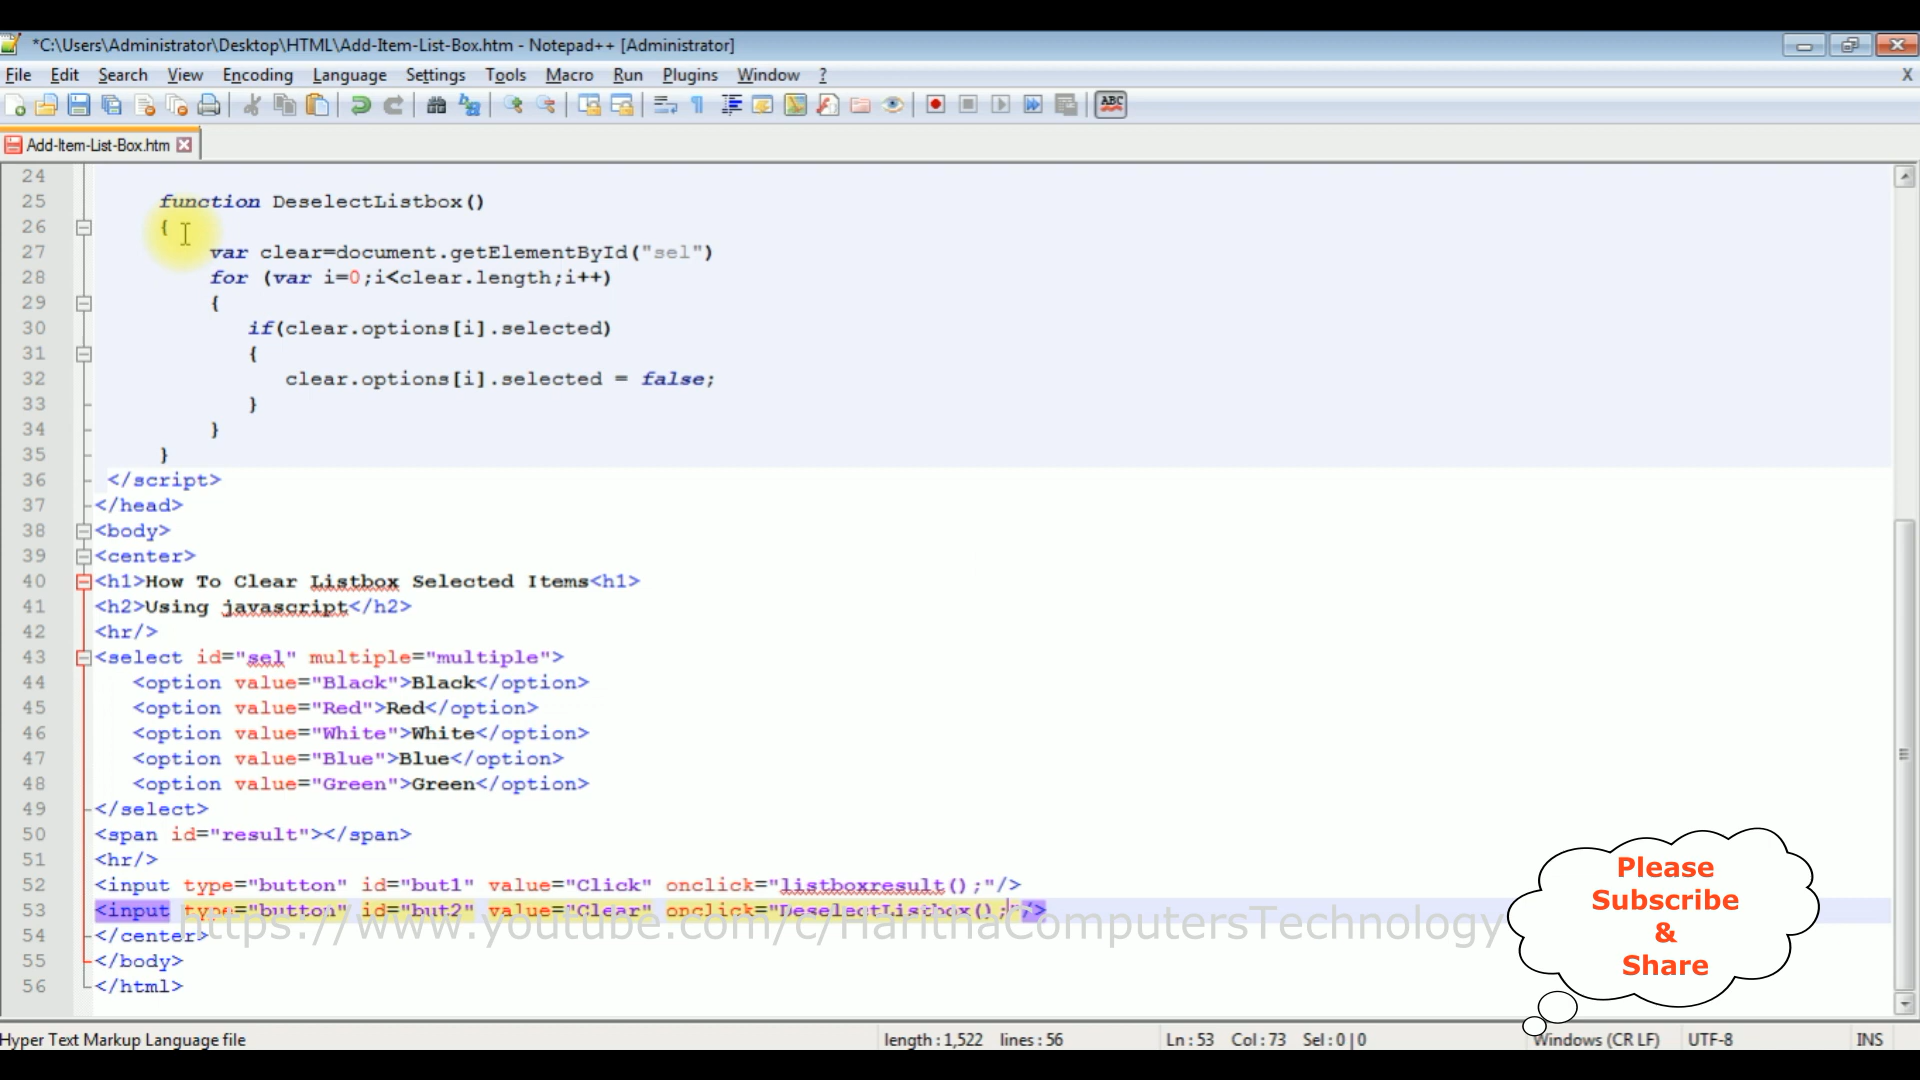 *C:\Users\Administrator\Desktop\HTML\Add-Item-List-Box.htm - Notepad++ [Administrator]
File Edit Search View Encoding Language Settings Tools Macro Run Plugins Window ? X
ABC
Add-Item-List-Box.htm
24
25 function DeselectListbox()
26 {
27 var clear=document.getElementById("sel")
28 for (var i=0;i<clear.length;i++)
29 {
30 if(clear.options[i].selected)
31 {
32 clear.options[i].selected = false;
33 }
34 }
35 }
36 </script>
37 </head>
38 <body>
39 <center>
40 <h1>How To Clear Listbox Selected Items<h1>
41 <h2>Using javascript</h2>
42 <hr/>
43 <select id="sel" multiple="multiple">
44 <option value="Black">Black</option>
45 <option value="Red">Red</option>
46 <option value="White">White</option>
47 <option value="Blue">Blue</option>
48 <option value="Green">Green</option>
49 </select>
50 <span id="result"></span>
51 <hr/>
52 <input type="button" id="but1" value="Click" onclick="listboxresult();"/>
53 <input type="button" id="but2" value="Clear" onclick="DeselectListbox();"/>
https://www.youtube.com/c/HarithaComputersTechnology
54 </center>
55 </body>
56 </html>
Please
Subscribe
&
Share
Hyper Text Markup Language file length : 1,522 lines : 56 Ln : 53 Col : 73 Sel : 0 | 0 Windows (CR LF) UTF-8 INS